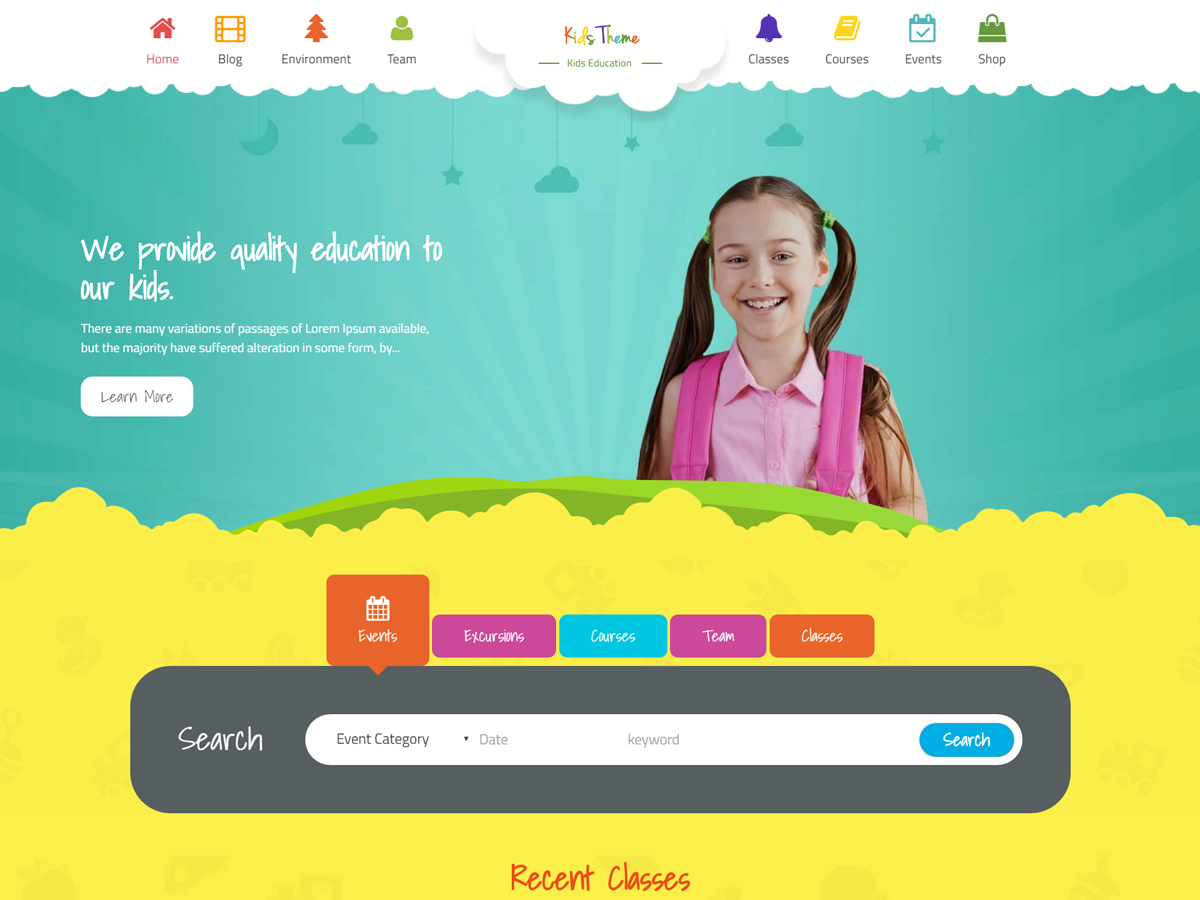 Home
Blog
Environment
Team
Kids Theme
Kids Education
Classes
Courses
Events
Shop
We provide quality education to
our kids.
There are many variations of passages of Lorem Ipsum available,
but the majority have suffered alteration in some form, by...
Learn More
Events
Excursions
Courses
Team
Classes
Search
Event Category
Date
keyword
Search
Recent Classes